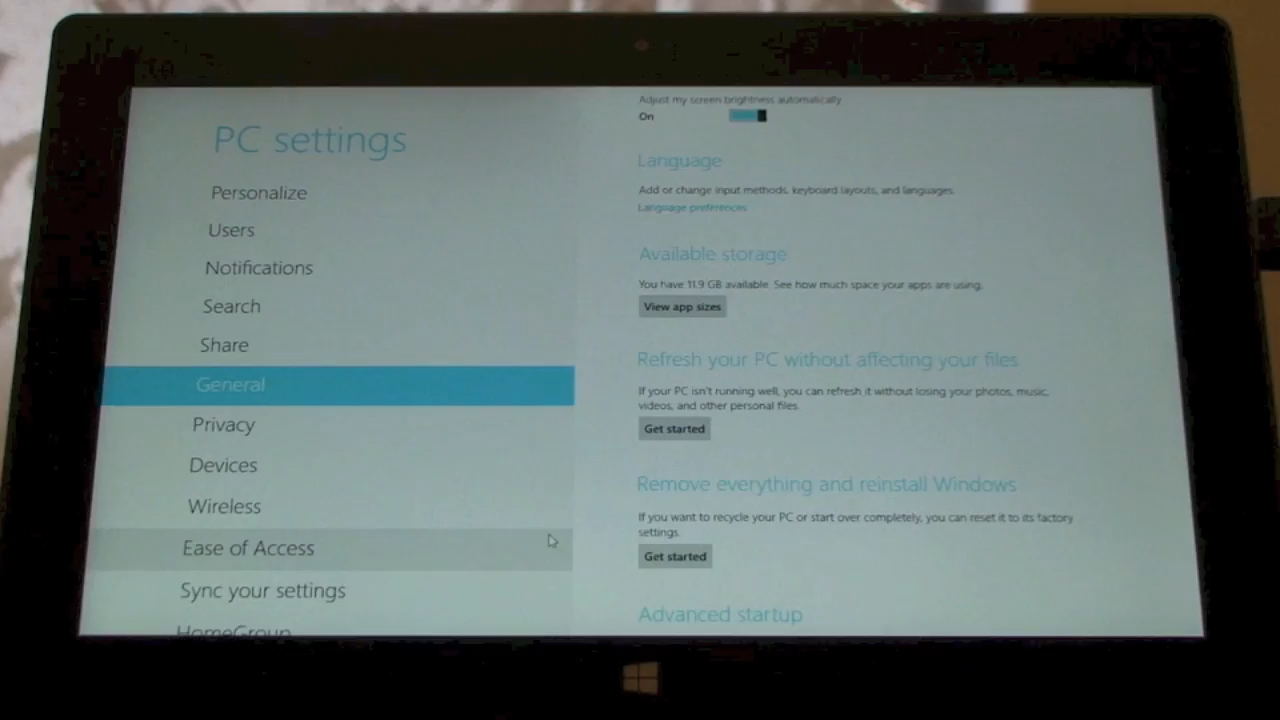 PC settings
Personalize
Users
Notifications
Search
Share
General
Privacy
Devices
Wireless
Ease of Access
Sync your settings
HomeGroup
Adjust my screen brightness automatically
On
Language
Add or change input methods, keyboard layouts, and languages.
Language preferences
Available storage
You have 11.9 GB available. See how much space your apps are using.
View app sizes
Refresh your PC without affecting your files
If your PC isn't running well, you can refresh it without losing your photos, music,
videos, and other personal files.
Get started
Remove everything and reinstall Windows
If you want to recycle your PC or start over completely, you can reset it to its factory
settings.
Get started
Advanced startup